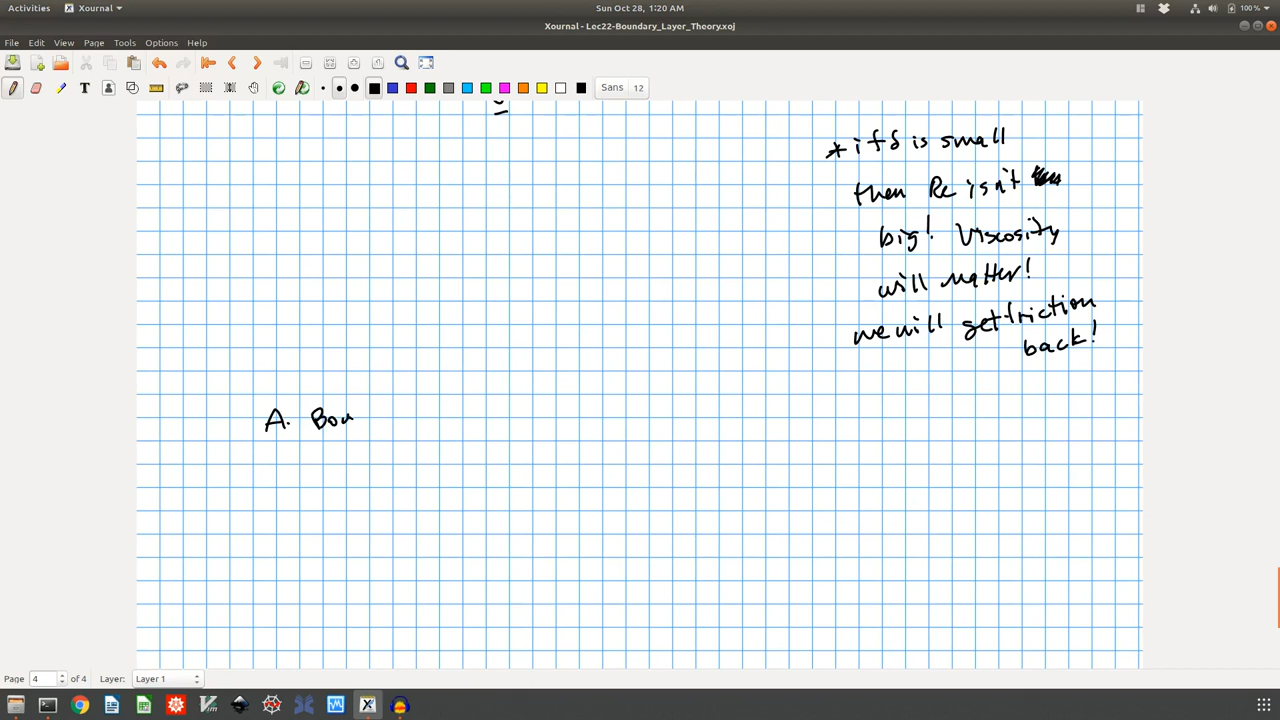 Activities Xournal Sun Oct 28, 1:20 AM 100 %
Xournal - Lec22-Boundary_Layer_Theory.xoj
File Edit View Page Tools Options Help
Sans 12
* if δ is small
then Re isn't
big! Viscosity
will matter!
we will get friction
back!
A. Bou
Page 4 of 4 Layer: Layer 1